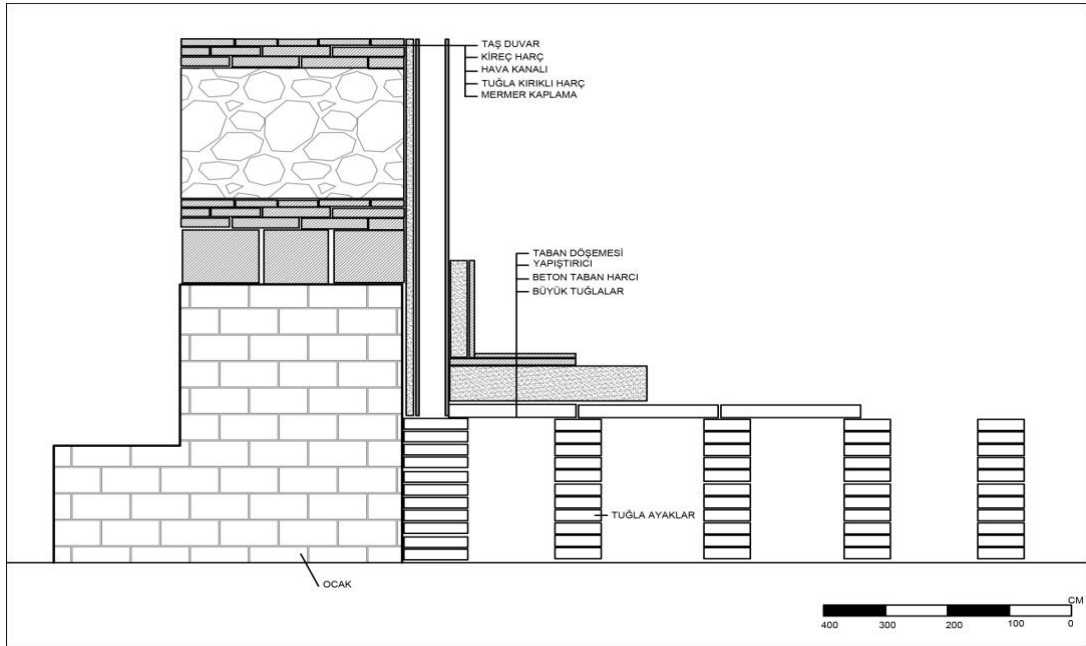 TAŞ DUVAR
KİREÇ HARÇ
HAVA KANALI
TUĞLA KIRIKLI HARÇ
MERMER KAPLAMA
TABAN DÖŞEMESİ
YAPIŞTIRICI
BETON TABAN HARCI
BÜYÜK TUĞLALAR
TUĞLA AYAKLAR
OCAK
CM
400 300 200 100 0